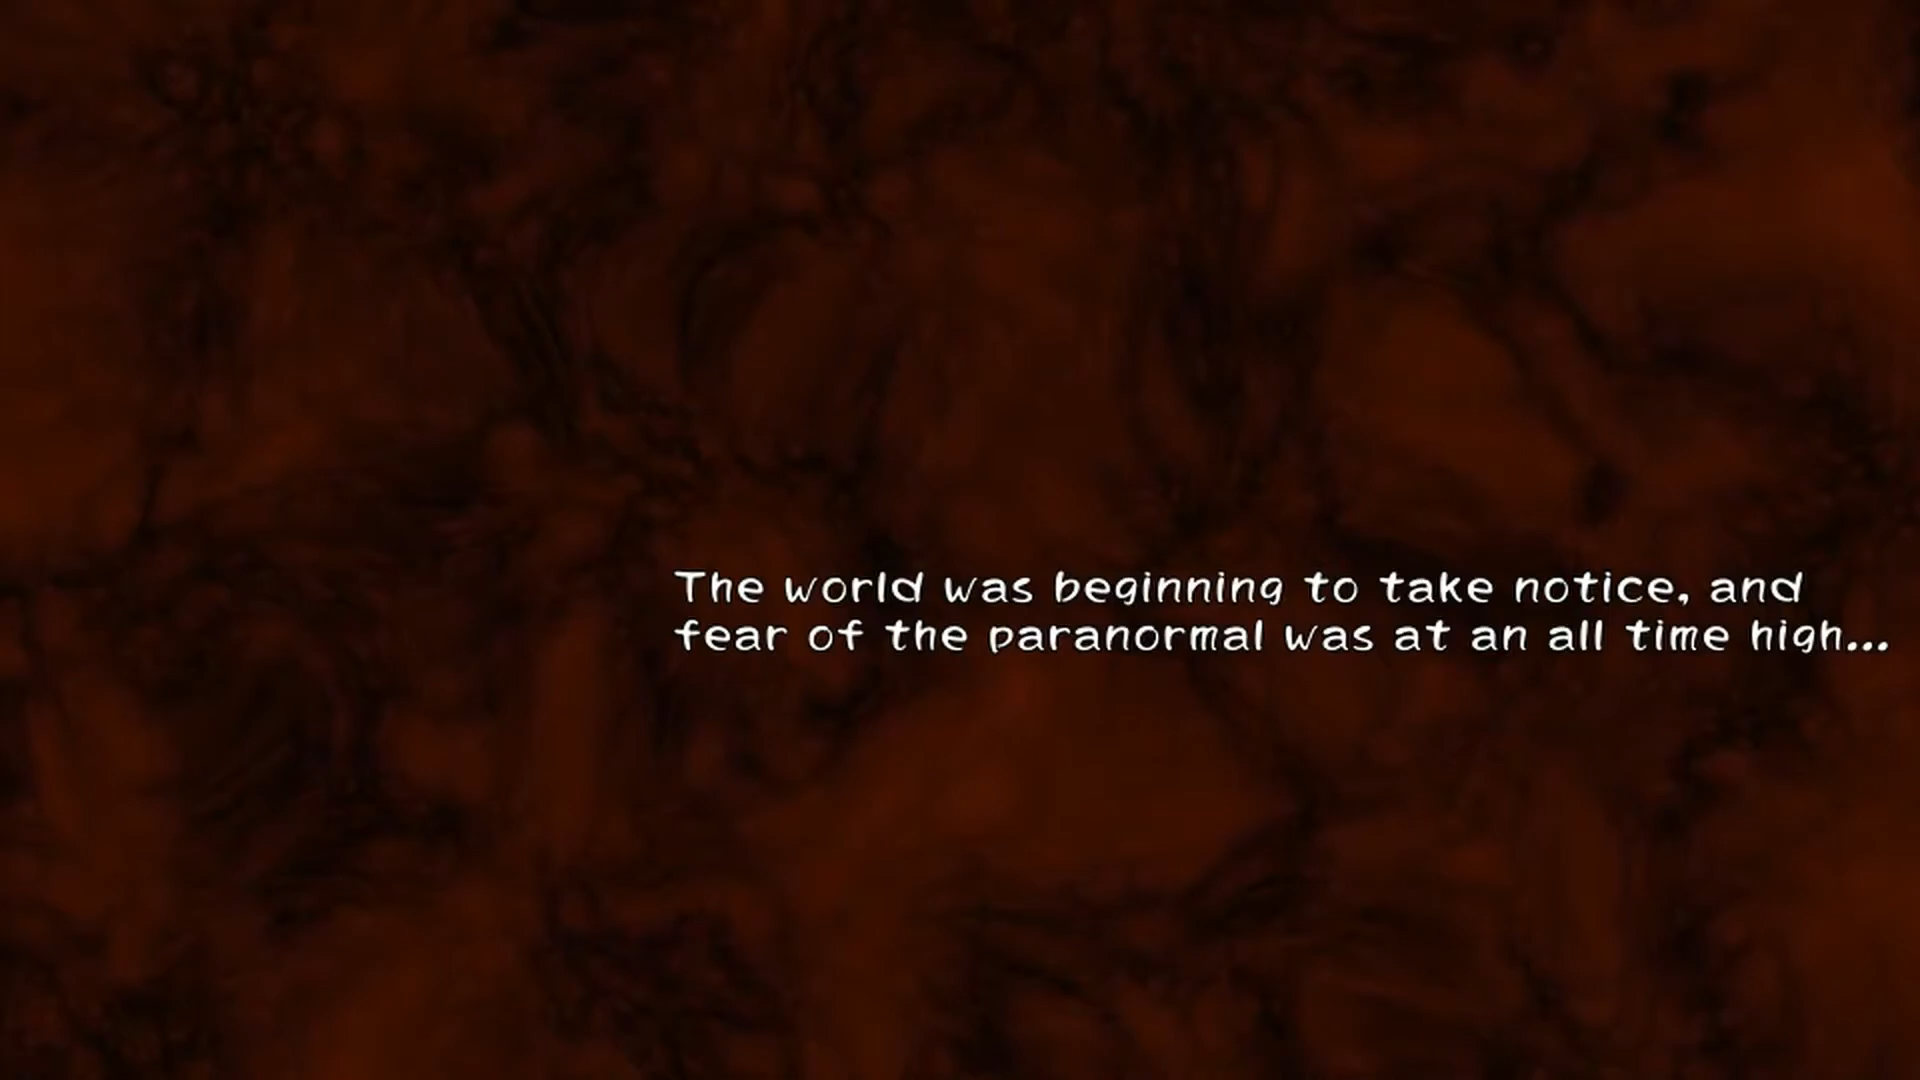 The world was beginning to take notice, and
fear of the paranormal was at an all time high...